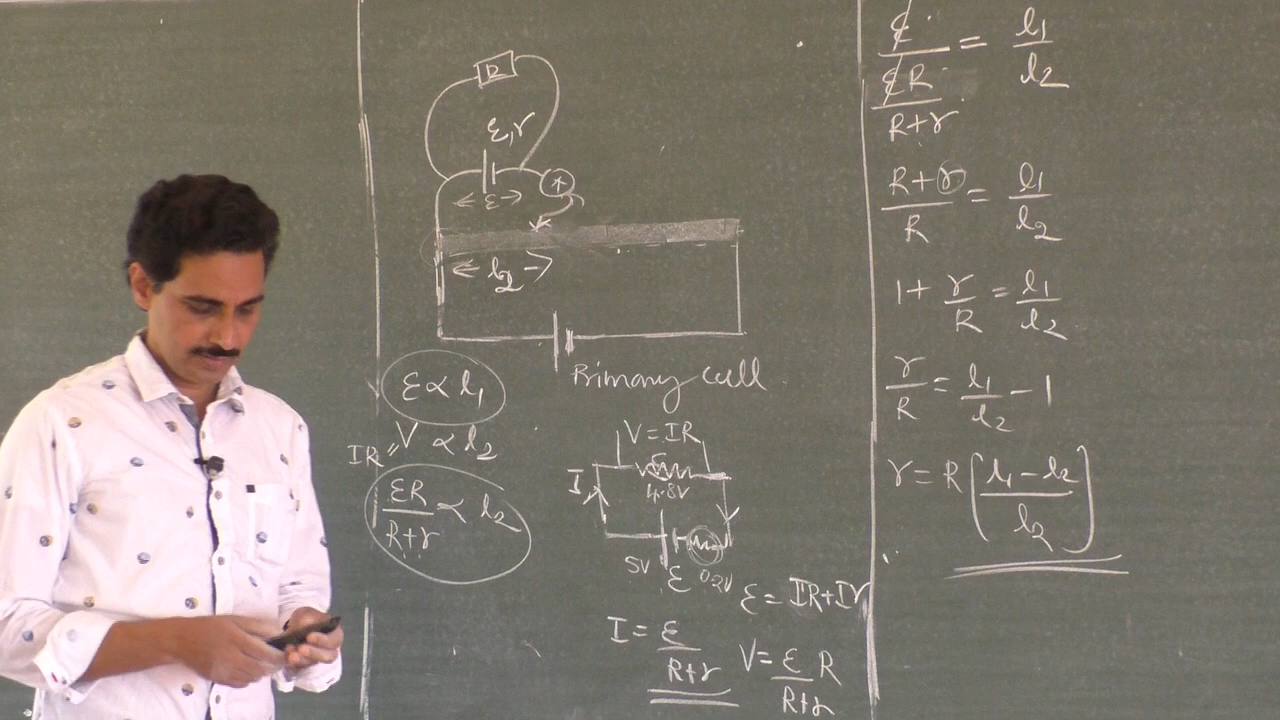 R
ε, r
← ε →
← l2 →
Primary cell
ε ∝ l1
IR = V ∝ l2
εR/(R+r) ∝ l2
V = IR
4.8V
I
5V
ε
0.2V
ε = IR + Ir
I = ε/(R+r)
V = ε/(R+r) R
ε/(εR/(R+r)) = l1/l2
(R+r)/R = l1/l2
1 + r/R = l1/l2
r/R = l1/l2 − 1
r = R[(l1 − l2)/l2]